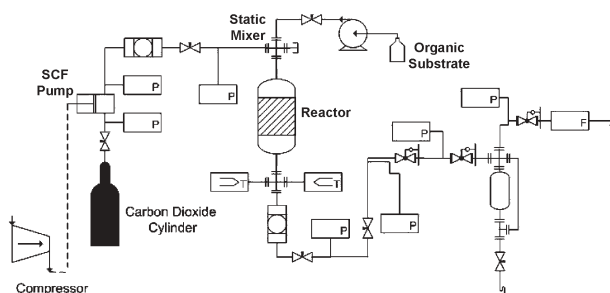 Static
Mixer
Organic
Substrate
SCF
Pump
P
P
P
P
F
Reactor
P
T
T
P
P
Carbon Dioxide
Cylinder
Compressor